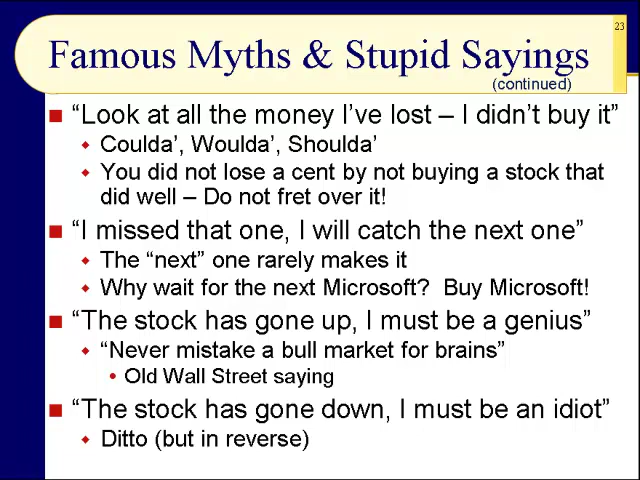 23
Famous Myths & Stupid Sayings
(continued)
“Look at all the money I’ve lost – I didn’t buy it”
Coulda’, Woulda’, Shoulda’
You did not lose a cent by not buying a stock that
did well – Do not fret over it!
“I missed that one, I will catch the next one”
The “next” one rarely makes it
Why wait for the next Microsoft?  Buy Microsoft!
“The stock has gone up, I must be a genius”
“Never mistake a bull market for brains”
Old Wall Street saying
“The stock has gone down, I must be an idiot”
Ditto (but in reverse)